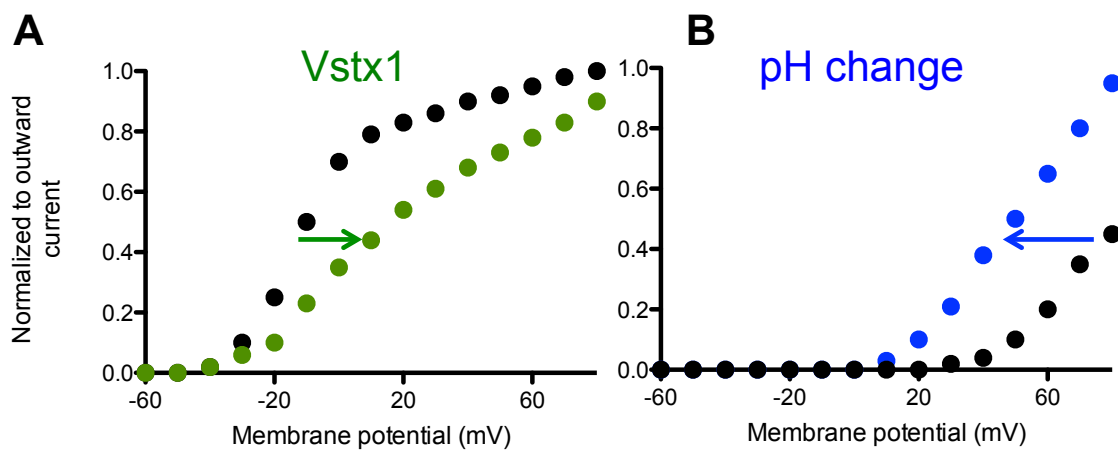 A
Vstx1
Normalized to outward
current
1.0
0.8
0.6
0.4
0.2
0.0
-60
-20
20
60
Membrane potential (mV)
B
pH change
1.0
0.8
0.6
0.4
0.2
0.0
-60
-20
20
60
Membrane potential (mV)